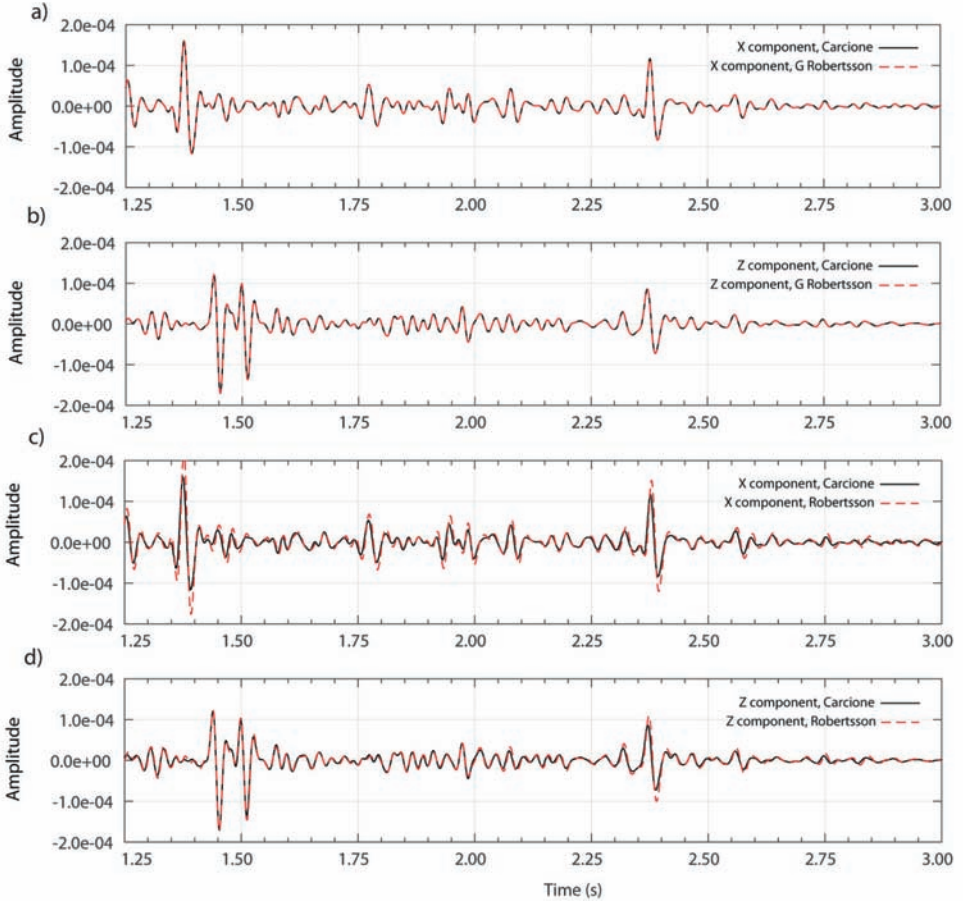 a)
2.0e-04
1.0e-04
0.0e+00
-1.0e-04
-2.0e-04
Amplitude
X component, Carcione
X component, G Robertsson
1.25 1.50 1.75 2.00 2.25 2.50 2.75 3.00
b)
2.0e-04
1.0e-04
0.0e+00
-1.0e-04
-2.0e-04
Amplitude
Z component, Carcione
Z component, G Robertsson
1.25 1.50 1.75 2.00 2.25 2.50 2.75 3.00
c)
2.0e-04
1.0e-04
0.0e+00
-1.0e-04
-2.0e-04
Amplitude
X component, Carcione
X component, Robertsson
1.25 1.50 1.75 2.00 2.25 2.50 2.75 3.00
d)
2.0e-04
1.0e-04
0.0e+00
-1.0e-04
-2.0e-04
Amplitude
Z component, Carcione
Z component, Robertsson
1.25 1.50 1.75 2.00 2.25 2.50 2.75 3.00
Time (s)